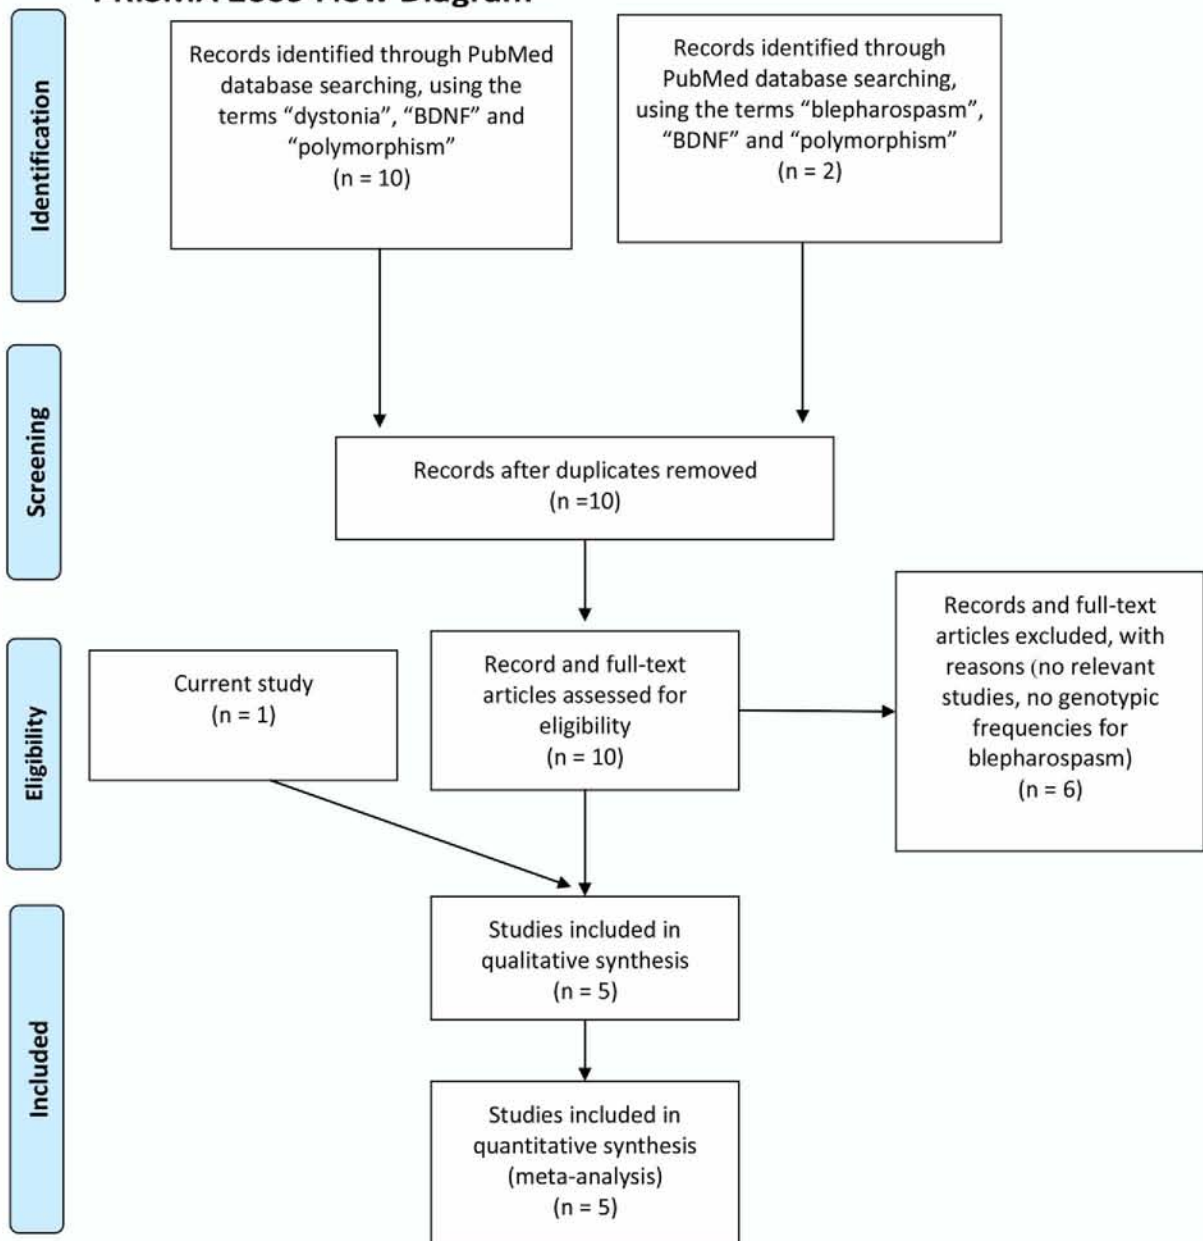 PRISMA 2009 Flow Diagram
Identification
Records identified through PubMed
database searching, using the
terms “dystonia”, “BDNF” and
“polymorphism”
(n = 10)
Records identified through
PubMed database searching,
using the terms “blepharospasm”,
“BDNF” and “polymorphism”
(n = 2)
Screening
Records after duplicates removed
(n =10)
Eligibility
Current study
(n = 1)
Record and full-text
articles assessed for
eligibility
(n = 10)
Records and full-text
articles excluded, with
reasons (no relevant
studies, no genotypic
frequencies for
blepharospasm)
(n = 6)
Included
Studies included in
qualitative synthesis
(n = 5)
Studies included in
quantitative synthesis
(meta-analysis)
(n = 5)